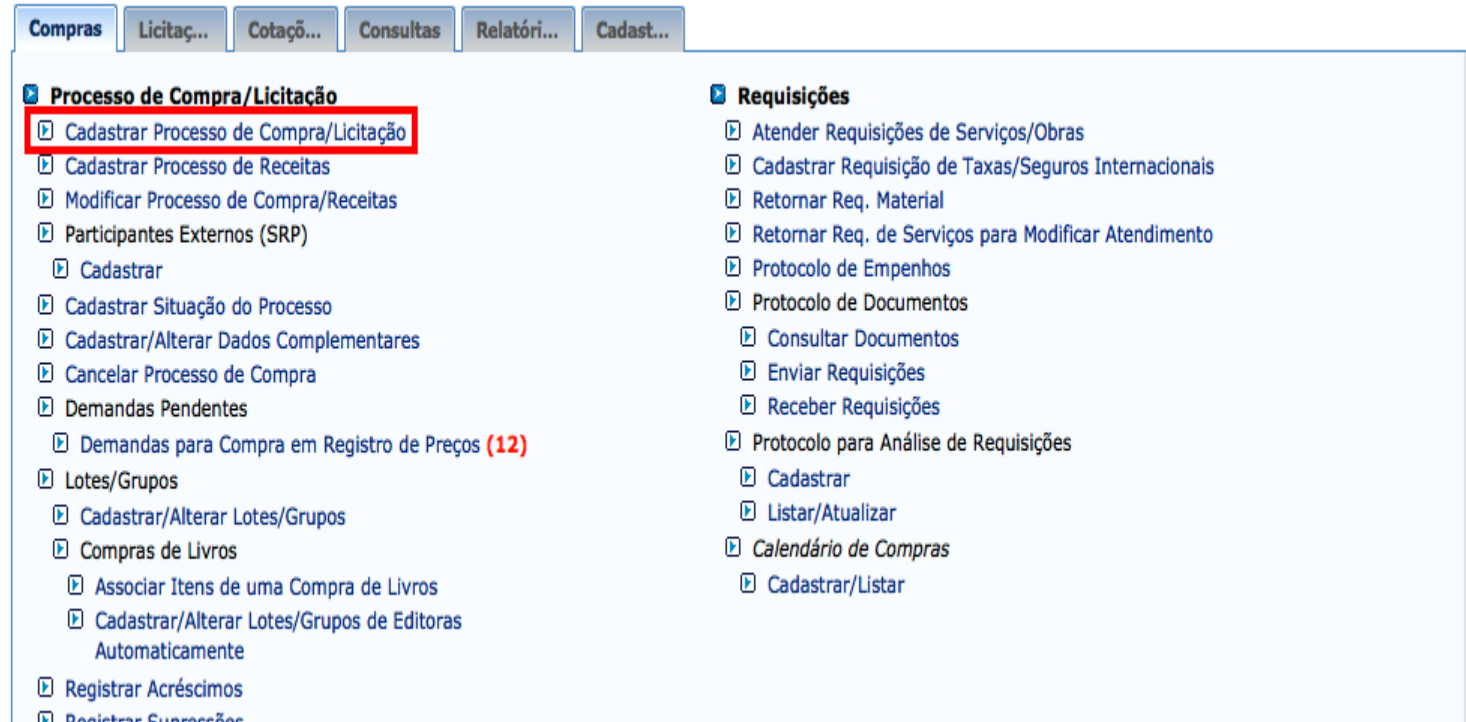 Compras
Licitaç...
Cotaçõ...
Consultas
Relatóri...
Cadast...
Processo de Compra/Licitação
Cadastrar Processo de Compra/Licitação
Cadastrar Processo de Receitas
Modificar Processo de Compra/Receitas
Participantes Externos (SRP)
Cadastrar
Cadastrar Situação do Processo
Cadastrar/Alterar Dados Complementares
Cancelar Processo de Compra
Demandas Pendentes
Demandas para Compra em Registro de Preços (12)
Lotes/Grupos
Cadastrar/Alterar Lotes/Grupos
Compras de Livros
Associar Itens de uma Compra de Livros
Cadastrar/Alterar Lotes/Grupos de Editoras
Automaticamente
Registrar Acréscimos
Registrar Supressões
Requisições
Atender Requisições de Serviços/Obras
Cadastrar Requisição de Taxas/Seguros Internacionais
Retornar Req. Material
Retornar Req. de Serviços para Modificar Atendimento
Protocolo de Empenhos
Protocolo de Documentos
Consultar Documentos
Enviar Requisições
Receber Requisições
Protocolo para Análise de Requisições
Cadastrar
Listar/Atualizar
Calendário de Compras
Cadastrar/Listar